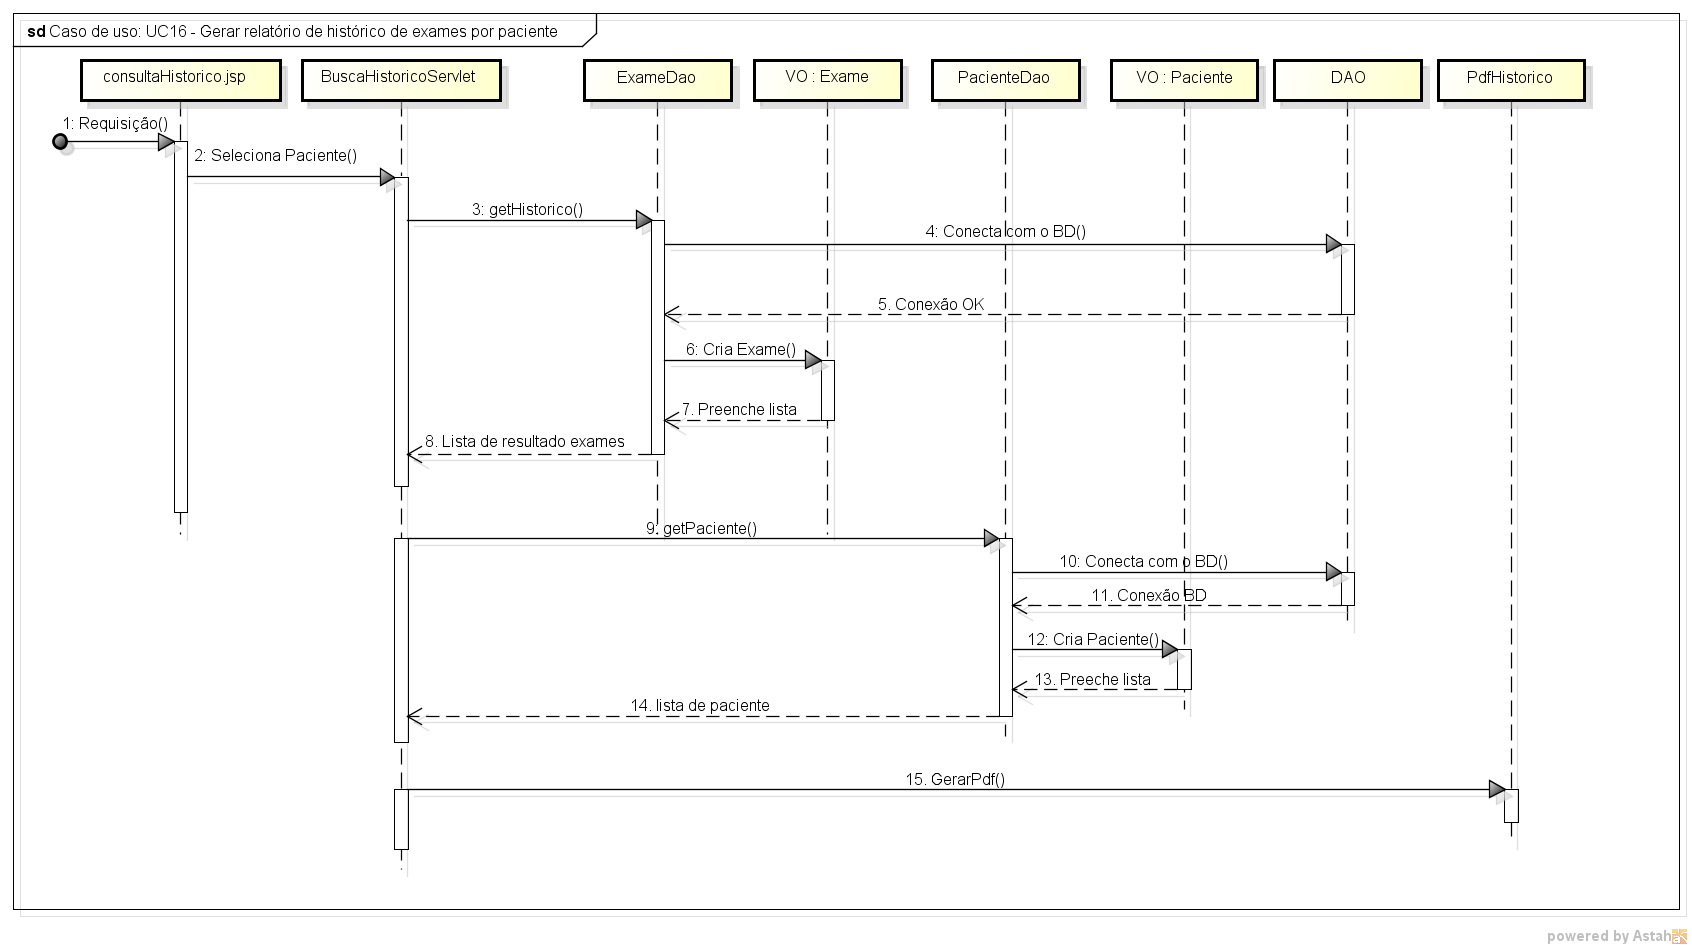 sd Caso de uso: UC16 - Gerar relatório de histórico de exames por paciente
consultaHistorico.jsp
BuscaHistoricoServlet
ExameDao
VO : Exame
PacienteDao
VO : Paciente
DAO
PdfHistorico
1: Requisição()
2: Seleciona Paciente()
3: getHistorico()
4: Conecta com o BD()
5. Conexão OK
6: Cria Exame()
7. Preenche lista
8. Lista de resultado exames
9: getPaciente()
10: Conecta com o BD()
11. Conexão BD
12: Cria Paciente()
13. Preeche lista
14. lista de paciente
15. GerarPdf()
powered by Astah